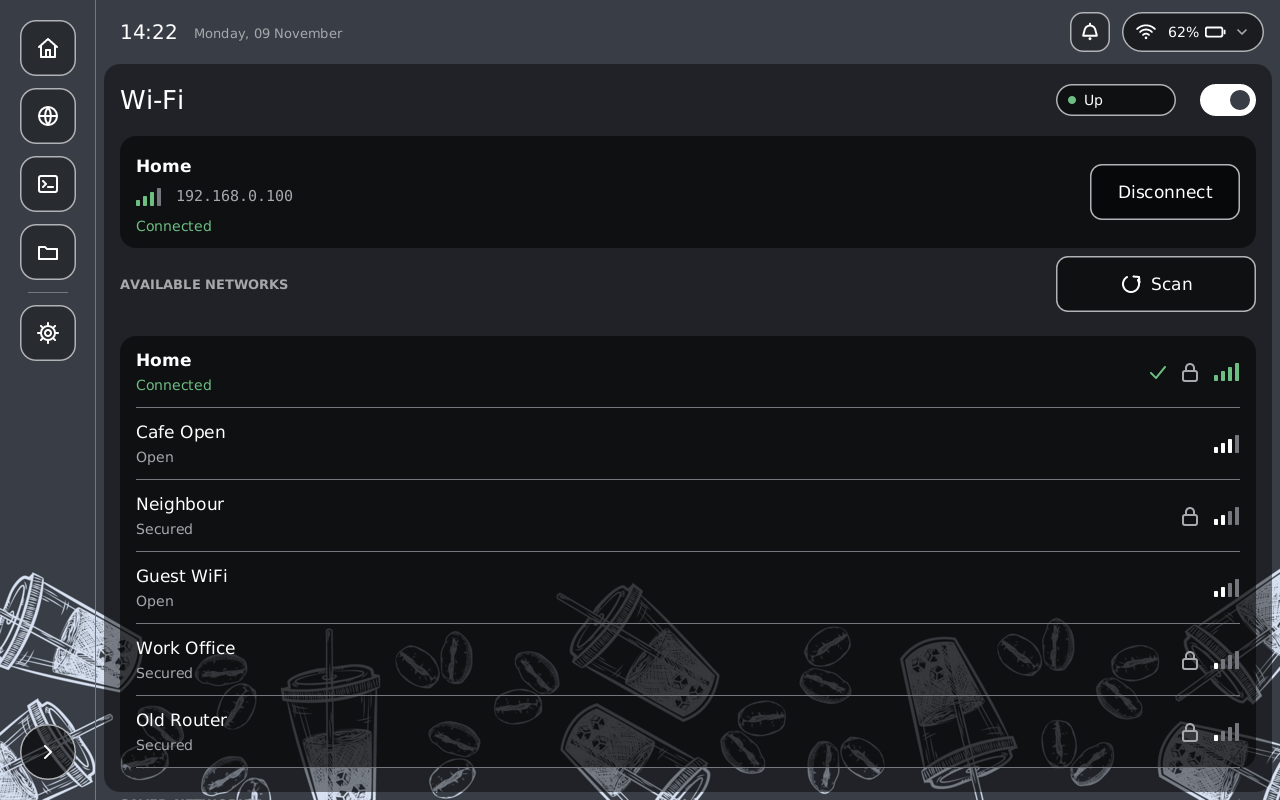 14:22 Monday, 09 November
62%
Wi-Fi
Up
Home
192.168.0.100
Connected
Disconnect
AVAILABLE NETWORKS
Scan
Home
Connected
Cafe Open
Open
Neighbour
Secured
Guest WiFi
Open
Work Office
Secured
Old Router
Secured